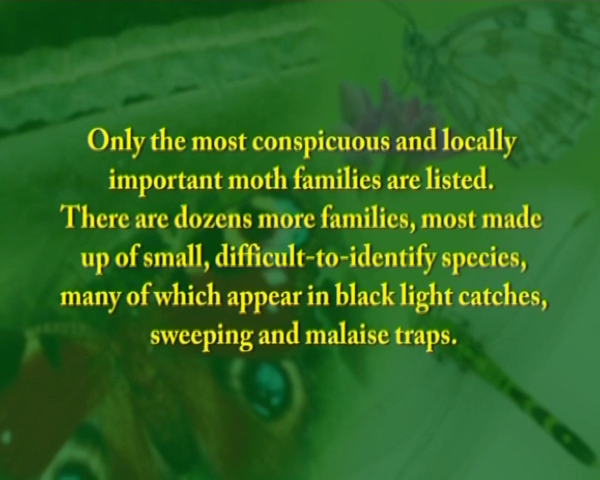 Only the most conspicuous and locally
important moth families are listed.
There are dozens more families, most made
up of small, difficult-to-identify species,
many of which appear in black light catches,
sweeping and malaise traps.